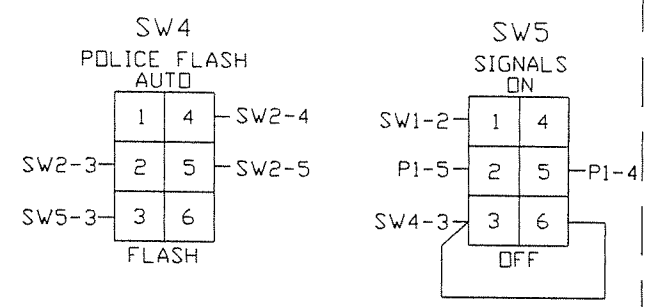 SW4
POLICE FLASH
AUTO
1 4 SW2-4
SW2-3 2 5 SW2-5
SW5-3 3 6
FLASH
SW5
SIGNALS
ON
SW1-2 1 4
P1-5 2 5 P1-4
SW4-3 3 6
OFF